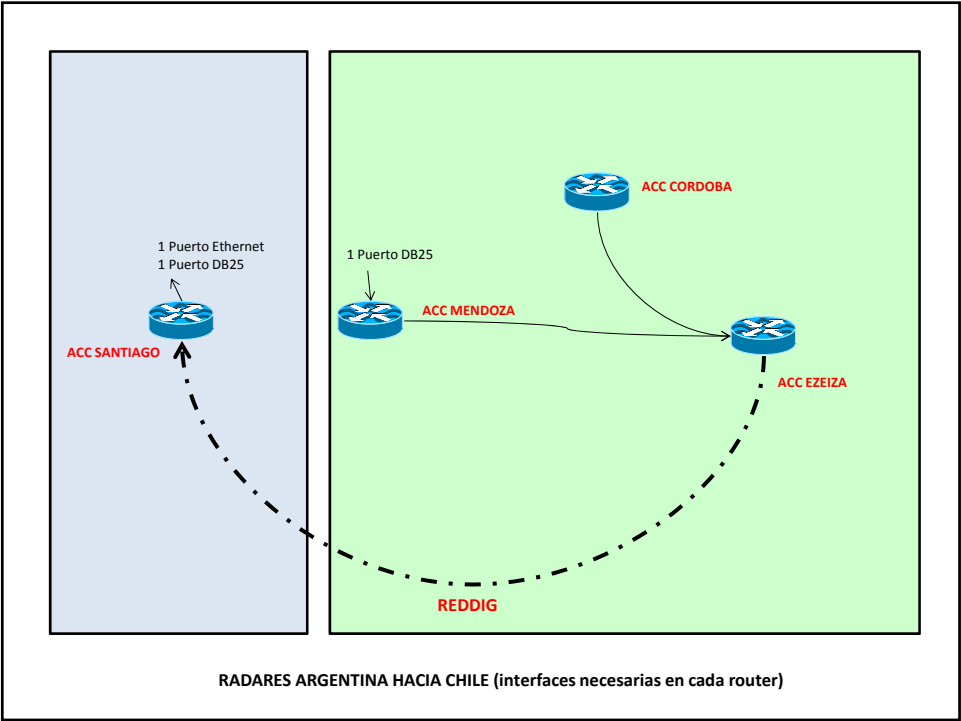 ACC CORDOBA
1 Puerto Ethernet
1 Puerto DB25
1 Puerto DB25
ACC MENDOZA
ACC SANTIAGO
ACC EZEIZA
REDDIG
RADARES ARGENTINA HACIA CHILE (interfaces necesarias en cada router)